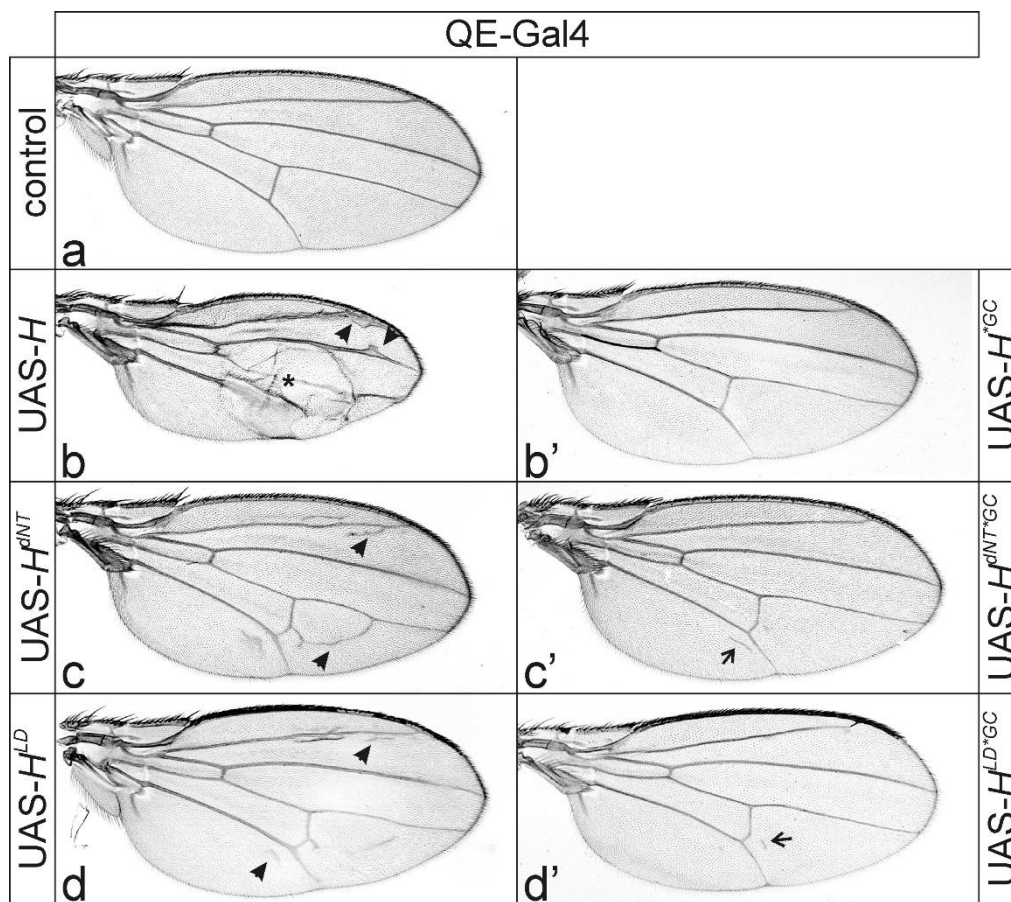 QE-Gal4
control
a
UAS-H
b
b'
UAS-H*GC
UAS-HdNT
c
c'
UAS-HdNT*GC
UAS-HLD
*
d
d'
UAS-HLD*GC